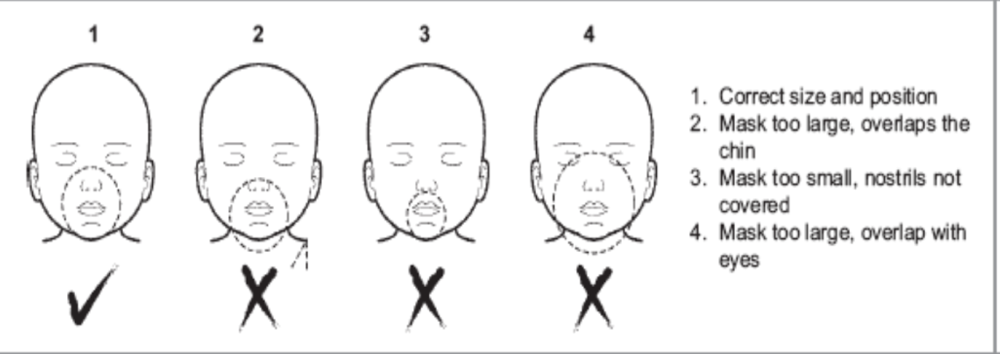 1 2 3 4
1. Correct size and position
2. Mask too large, overlaps the
chin
3. Mask too small, nostrils not
covered
4. Mask too large, overlap with
eyes